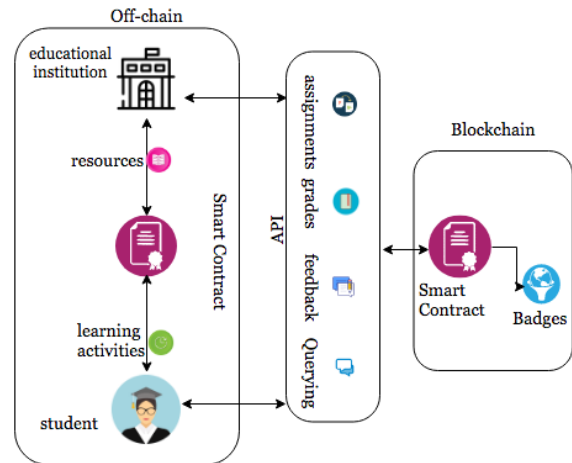 Off-chain
educational
institution
resources
learning
activities
student
Smart Contract
API
assignments
grades
feedback
Querying
Blockchain
Smart
Contract
Badges